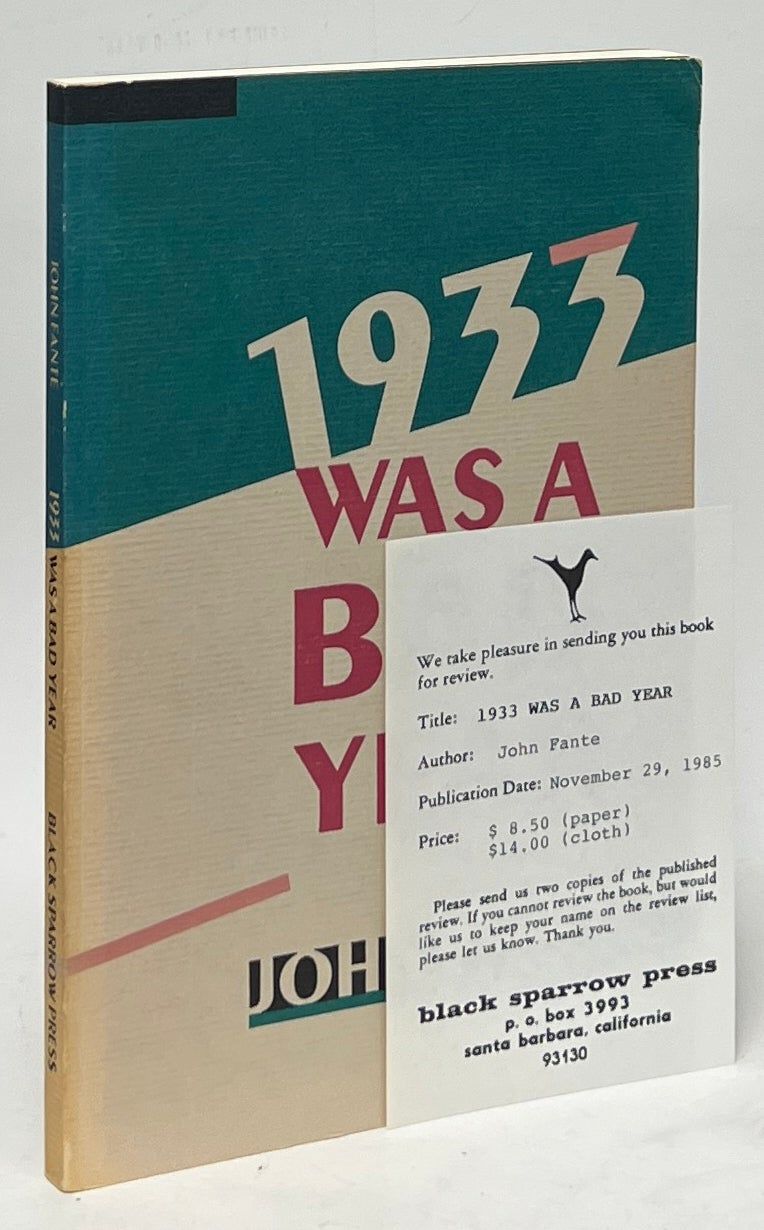 JOHN FANTE 1933 WAS A BAD YEAR BLACK SPARROW PRESS
1933
WAS A
B
Y
JOH
We take pleasure in sending you this book
for review.
Title: 1933 WAS A BAD YEAR
Author: John Fante
Publication Date: November 29, 1985
Price: $ 8.50 (paper)
$14.00 (cloth)
Please send us two copies of the published
review. If you cannot review the book, but would
like us to keep your name on the review list,
please let us know. Thank you.
black sparrow press
p. o. box 3993
santa barbara, california
93130